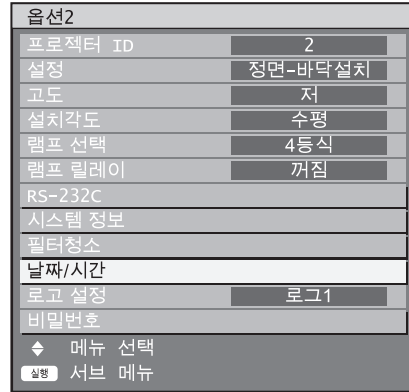 옵션2
프로젝터 ID 2
설정 정면-바닥설치
고도 저
설치각도 수평
램프 선택 4등식
램프 릴레이 꺼짐
RS-232C
시스템 정보
필터청소
날짜/시간
로고 설정 로그1
비밀번호
메뉴 선택
실행 서브 메뉴